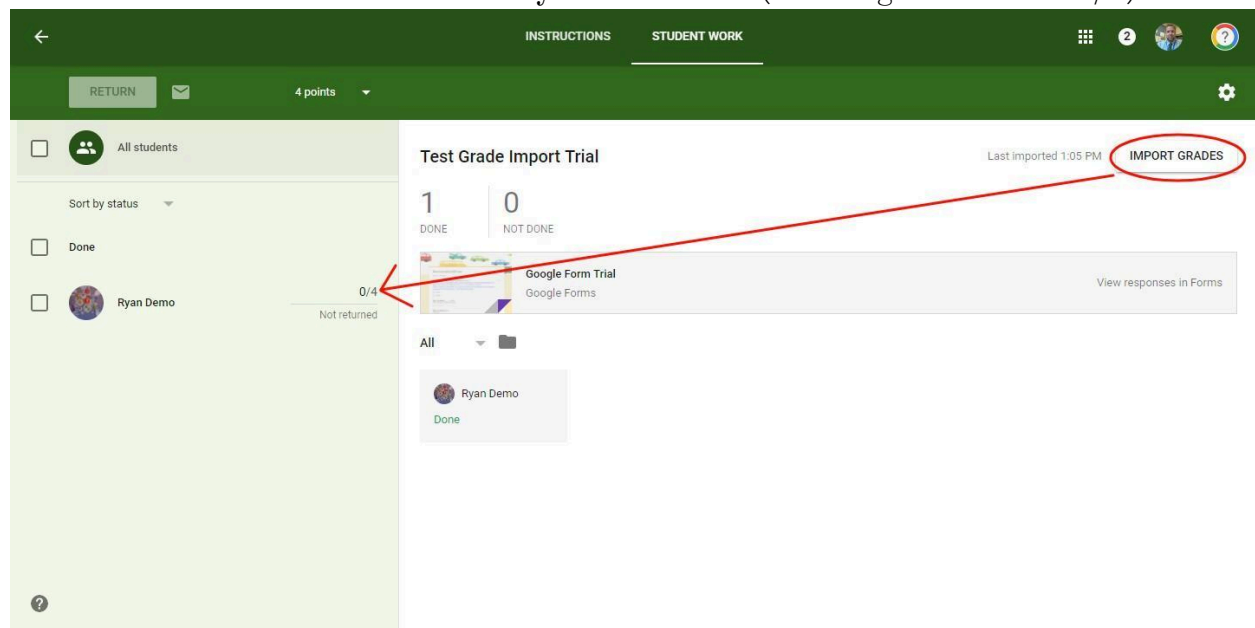 INSTRUCTIONS STUDENT WORK 2 ?
RETURN 4 points
All students
Test Grade Import Trial
Last imported 1:05 PM IMPORT GRADES
Sort by status
1 0
DONE NOT DONE
Done
Google Form Trial
Google Forms
View responses in Forms
Ryan Demo 0/4
Not returned
All
Ryan Demo
Done
?